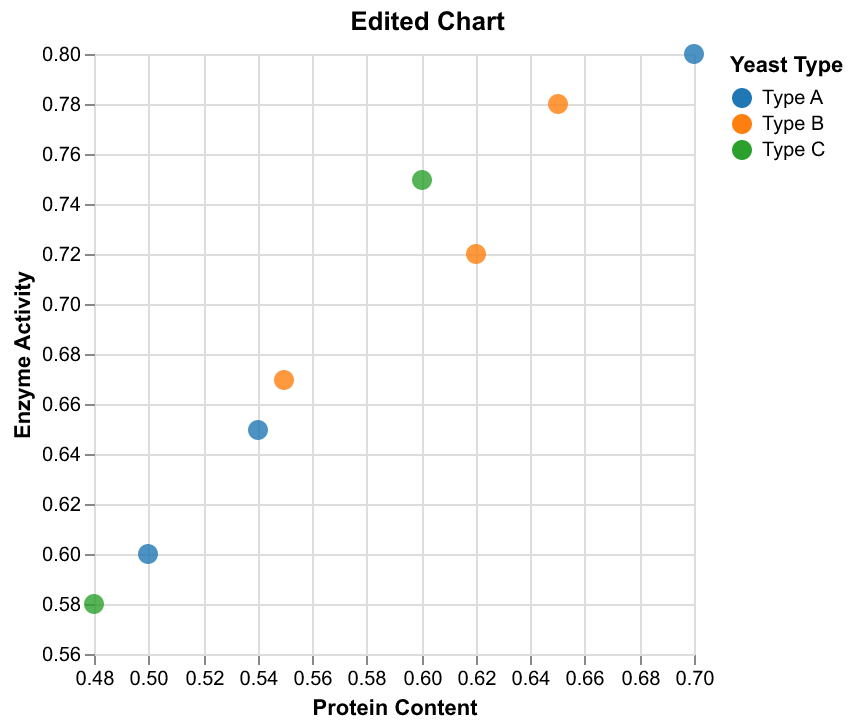 Edited Chart
Enzyme Activity
0.80
0.78
0.76
0.74
0.72
0.70
0.68
0.66
0.64
0.62
0.60
0.58
0.56
0.48 0.50 0.52 0.54 0.56 0.58 0.60 0.62 0.64 0.66 0.68 0.70
Protein Content
Yeast Type
Type A
Type B
Type C